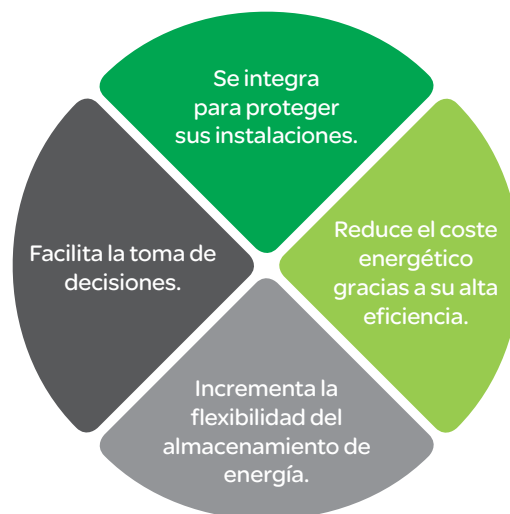 Se integra
para proteger
sus instalaciones.
Reduce el coste
energético
gracias a su alta
eficiencia.
Facilita la toma de
decisiones.
Incrementa la
flexibilidad del
almacenamiento de
energía.